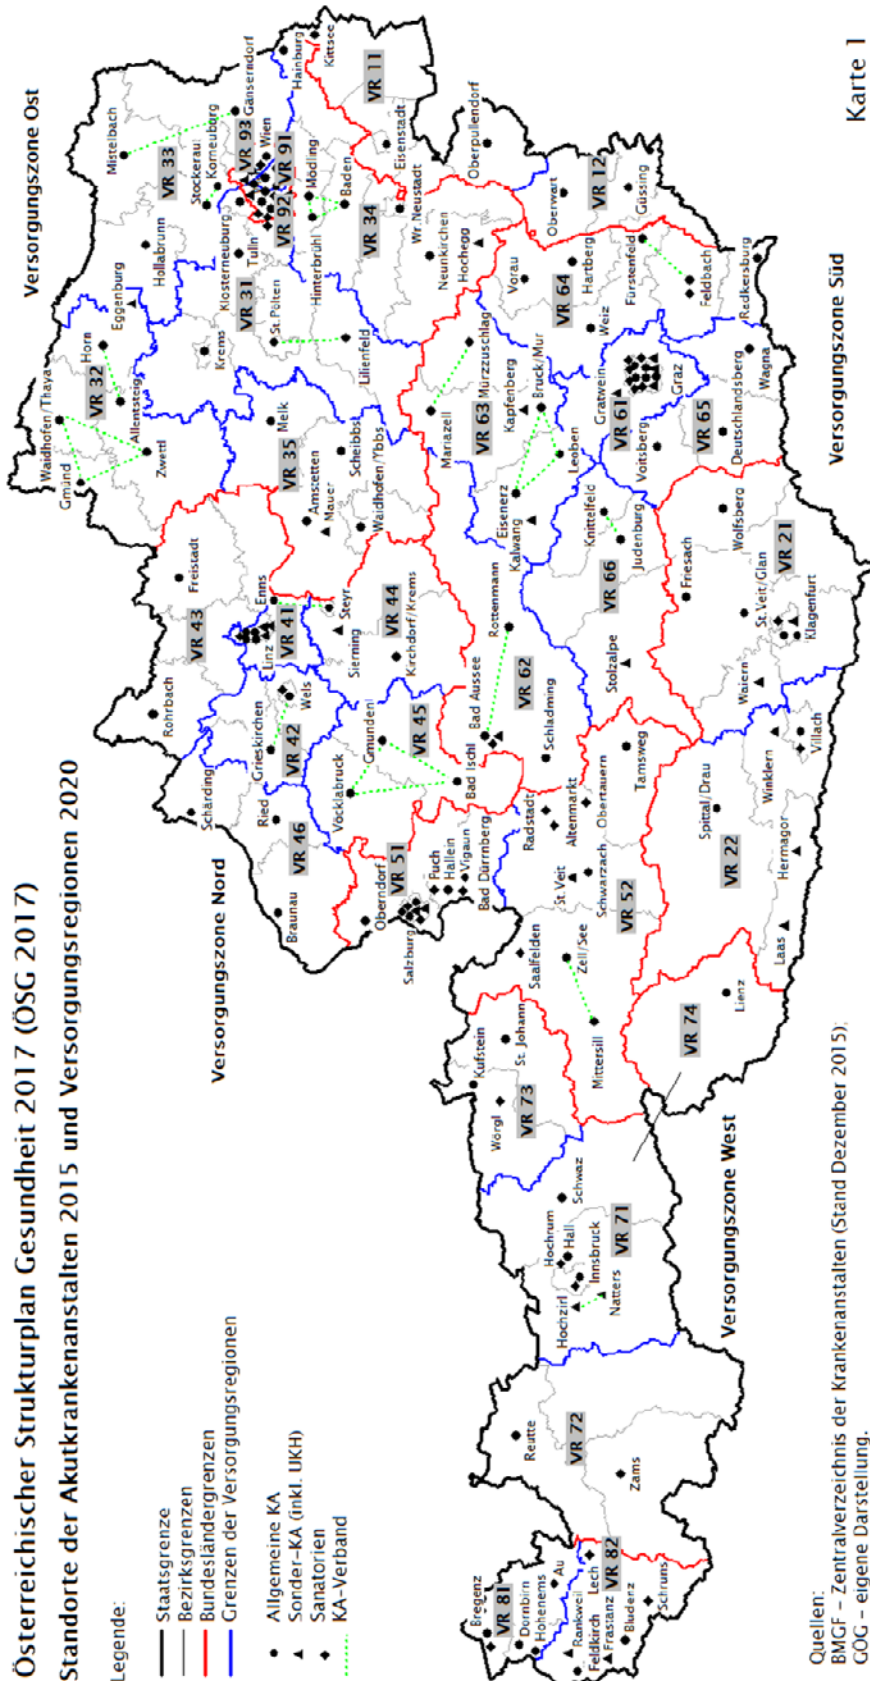 Österreichischer Strukturplan Gesundheit 2017 (ÖSG 2017)
Standorte der Akutkrankenanstalten 2015 und Versorgungsregionen 2020
Legende:
Staatsgrenze
Bezirksgrenzen
Bundesländergrenzen
Grenzen der Versorgungsregionen
Allgemeine KA
Sonder-KA (inkl. UKH)
Sanatorien
KA-Verband
Versorgungszone Nord
Versorgungszone Ost
Versorgungszone West
Versorgungszone Süd
Bregenz
VR 81
Dornbirn
Hohenems
Au
Rankweil
Feldkirch
Frastanz
Lech
VR 82
Bludenz
Schruns
Reutte
VR 72
Zams
Hochzirl
Natters
Innsbruck
Hochrum
Hall
VR 71
Schwaz
Kufstein
Wörgl
VR 73
St. Johann
VR 74
Lienz
Mittersill
Zell/See
Saalfelden
VR 52
Schwarzach
St. Veit
Radstadt
Altenmarkt
Obertauern
Tamsweg
Bad Dürrnberg
Vigaun
Hallein
Puch
Salzburg
VR 51
Oberndorf
Braunau
VR 46
Ried
Schärding
Grieskirchen
VR 42
Wels
Vöcklabruck
Gmunden
VR 45
Bad Ischl
Rohrbach
VR 43
Freistadt
Linz
VR 41
Enns
Steyr
Sierning
VR 44
Kirchdorf/Krems
Bad Aussee
Rottenmann
VR 62
Schladming
Stolzalpe
VR 66
Judenburg
Knittelfeld
Laas
Hermagor
VR 22
Spittal/Drau
Winklern
Villach
Waiern
Klagenfurt
St.Veit/Glan
VR 21
Friesach
Wolfsberg
Gmünd
Waidhofen/Thaya
Zwettl
VR 32
Allentsteig
Horn
Eggenburg
Hollabrunn
Mistelbach
VR 33
Stockerau
Korneuburg
Gänserndorf
VR 93
Wien
VR 91
VR 92
Klosterneuburg
Tulln
VR 31
St.Pölten
Krems
Lilienfeld
Hinterbrühl
Mödling
Baden
VR 34
Wr.Neustadt
Neunkirchen
Hochegg
Melk
VR 35
Amstetten
Mauer
Scheibbs
Waidhofen/Ybbs
Hainburg
Kittsee
VR 11
Eisenstadt
Oberpullendorf
Oberwart
VR 12
Güssing
Mariazell
Mürzzuschlag
VR 63
Kapfenberg
Bruck/Mur
Leoben
Eisenerz
Kalwang
Vorau
VR 64
Hartberg
Weiz
Fürstenfeld
Feldbach
Radkersburg
Gratwein
VR 61
Graz
Voitsberg
VR 65
Deutschlandsberg
Wagna
Quellen:
BMGF – Zentralverzeichnis der Krankenanstalten (Stand Dezember 2015);
GÖG – eigene Darstellung.
Karte 1